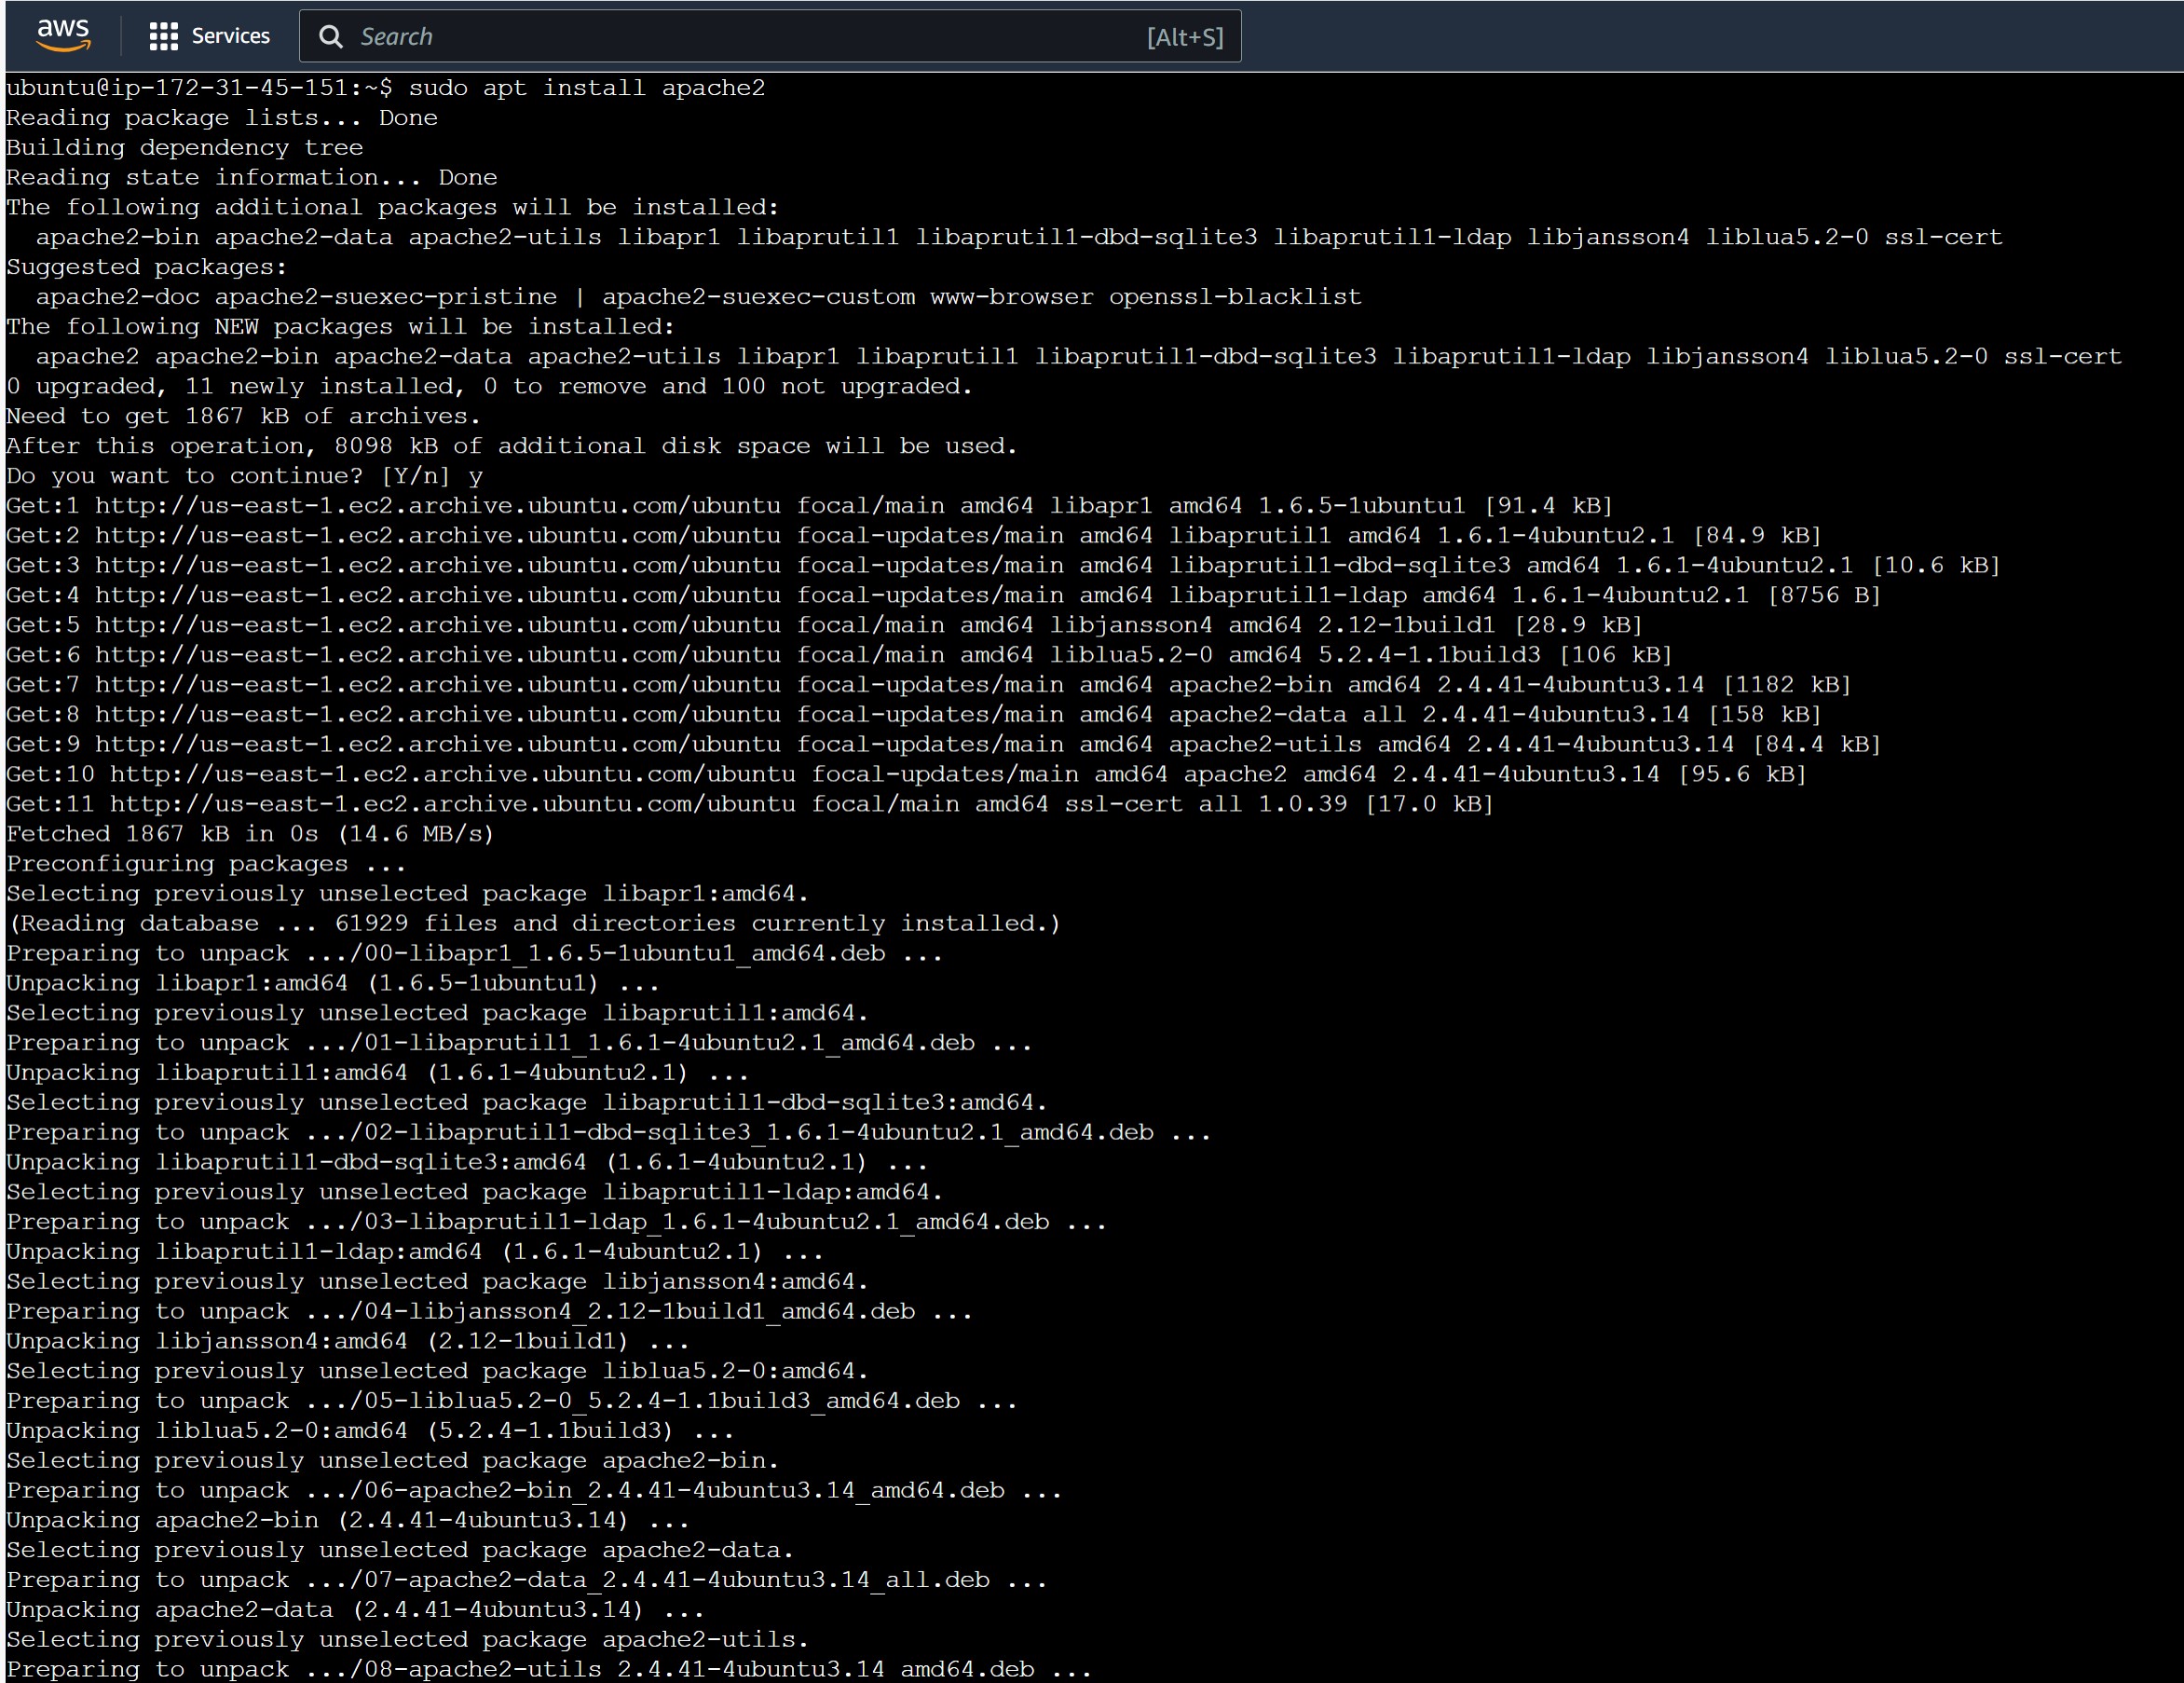 aws Services Search [Alt+S]
ubuntu@ip-172-31-45-151:~$ sudo apt install apache2
Reading package lists... Done
Building dependency tree
Reading state information... Done
The following additional packages will be installed:
  apache2-bin apache2-data apache2-utils libapr1 libaprutil1 libaprutil1-dbd-sqlite3 libaprutil1-ldap libjansson4 liblua5.2-0 ssl-cert
Suggested packages:
  apache2-doc apache2-suexec-pristine | apache2-suexec-custom www-browser openssl-blacklist
The following NEW packages will be installed:
  apache2 apache2-bin apache2-data apache2-utils libapr1 libaprutil1 libaprutil1-dbd-sqlite3 libaprutil1-ldap libjansson4 liblua5.2-0 ssl-cert
0 upgraded, 11 newly installed, 0 to remove and 100 not upgraded.
Need to get 1867 kB of archives.
After this operation, 8098 kB of additional disk space will be used.
Do you want to continue? [Y/n] y
Get:1 http://us-east-1.ec2.archive.ubuntu.com/ubuntu focal/main amd64 libapr1 amd64 1.6.5-1ubuntu1 [91.4 kB]
Get:2 http://us-east-1.ec2.archive.ubuntu.com/ubuntu focal-updates/main amd64 libaprutil1 amd64 1.6.1-4ubuntu2.1 [84.9 kB]
Get:3 http://us-east-1.ec2.archive.ubuntu.com/ubuntu focal-updates/main amd64 libaprutil1-dbd-sqlite3 amd64 1.6.1-4ubuntu2.1 [10.6 kB]
Get:4 http://us-east-1.ec2.archive.ubuntu.com/ubuntu focal-updates/main amd64 libaprutil1-ldap amd64 1.6.1-4ubuntu2.1 [8756 B]
Get:5 http://us-east-1.ec2.archive.ubuntu.com/ubuntu focal/main amd64 libjansson4 amd64 2.12-1build1 [28.9 kB]
Get:6 http://us-east-1.ec2.archive.ubuntu.com/ubuntu focal/main amd64 liblua5.2-0 amd64 5.2.4-1.1build3 [106 kB]
Get:7 http://us-east-1.ec2.archive.ubuntu.com/ubuntu focal-updates/main amd64 apache2-bin amd64 2.4.41-4ubuntu3.14 [1182 kB]
Get:8 http://us-east-1.ec2.archive.ubuntu.com/ubuntu focal-updates/main amd64 apache2-data all 2.4.41-4ubuntu3.14 [158 kB]
Get:9 http://us-east-1.ec2.archive.ubuntu.com/ubuntu focal-updates/main amd64 apache2-utils amd64 2.4.41-4ubuntu3.14 [84.4 kB]
Get:10 http://us-east-1.ec2.archive.ubuntu.com/ubuntu focal-updates/main amd64 apache2 amd64 2.4.41-4ubuntu3.14 [95.6 kB]
Get:11 http://us-east-1.ec2.archive.ubuntu.com/ubuntu focal/main amd64 ssl-cert all 1.0.39 [17.0 kB]
Fetched 1867 kB in 0s (14.6 MB/s)
Preconfiguring packages ...
Selecting previously unselected package libapr1:amd64.
(Reading database ... 61929 files and directories currently installed.)
Preparing to unpack .../00-libapr1_1.6.5-1ubuntu1_amd64.deb ...
Unpacking libapr1:amd64 (1.6.5-1ubuntu1) ...
Selecting previously unselected package libaprutil1:amd64.
Preparing to unpack .../01-libaprutil1_1.6.1-4ubuntu2.1_amd64.deb ...
Unpacking libaprutil1:amd64 (1.6.1-4ubuntu2.1) ...
Selecting previously unselected package libaprutil1-dbd-sqlite3:amd64.
Preparing to unpack .../02-libaprutil1-dbd-sqlite3_1.6.1-4ubuntu2.1_amd64.deb ...
Unpacking libaprutil1-dbd-sqlite3:amd64 (1.6.1-4ubuntu2.1) ...
Selecting previously unselected package libaprutil1-ldap:amd64.
Preparing to unpack .../03-libaprutil1-ldap_1.6.1-4ubuntu2.1_amd64.deb ...
Unpacking libaprutil1-ldap:amd64 (1.6.1-4ubuntu2.1) ...
Selecting previously unselected package libjansson4:amd64.
Preparing to unpack .../04-libjansson4_2.12-1build1_amd64.deb ...
Unpacking libjansson4:amd64 (2.12-1build1) ...
Selecting previously unselected package liblua5.2-0:amd64.
Preparing to unpack .../05-liblua5.2-0_5.2.4-1.1build3_amd64.deb ...
Unpacking liblua5.2-0:amd64 (5.2.4-1.1build3) ...
Selecting previously unselected package apache2-bin.
Preparing to unpack .../06-apache2-bin_2.4.41-4ubuntu3.14_amd64.deb ...
Unpacking apache2-bin (2.4.41-4ubuntu3.14) ...
Selecting previously unselected package apache2-data.
Preparing to unpack .../07-apache2-data_2.4.41-4ubuntu3.14_all.deb ...
Unpacking apache2-data (2.4.41-4ubuntu3.14) ...
Selecting previously unselected package apache2-utils.
Preparing to unpack .../08-apache2-utils 2.4.41-4ubuntu3.14 amd64.deb ...